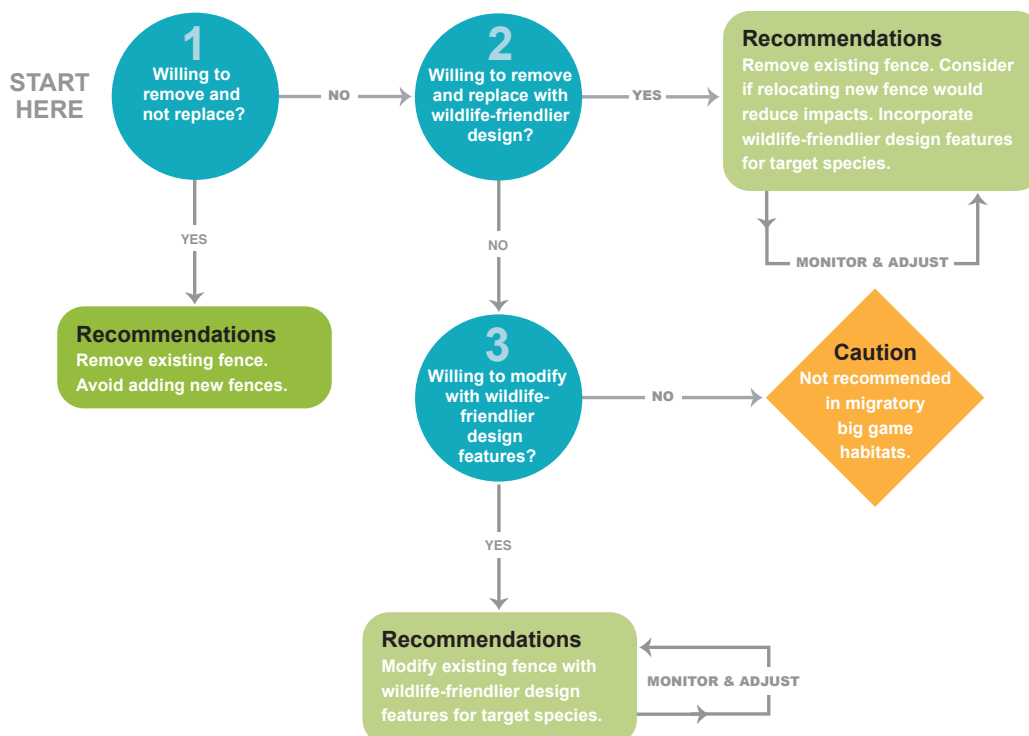 START
HERE
1
Willing to
remove and
not replace?
NO
2
Willing to remove
and replace with
wildlife-friendlier
design?
YES
Recommendations
Remove existing fence. Consider
if relocating new fence would
reduce impacts. Incorporate
wildlife-friendlier design features
for target species.
MONITOR & ADJUST
YES
Recommendations
Remove existing fence.
Avoid adding new fences.
NO
3
Willing to modify
with wildlife-
friendlier
design
features?
NO
Caution
Not recommended
in migratory
big game
habitats.
YES
Recommendations
Modify existing fence with
wildlife-friendlier design
features for target species.
MONITOR & ADJUST